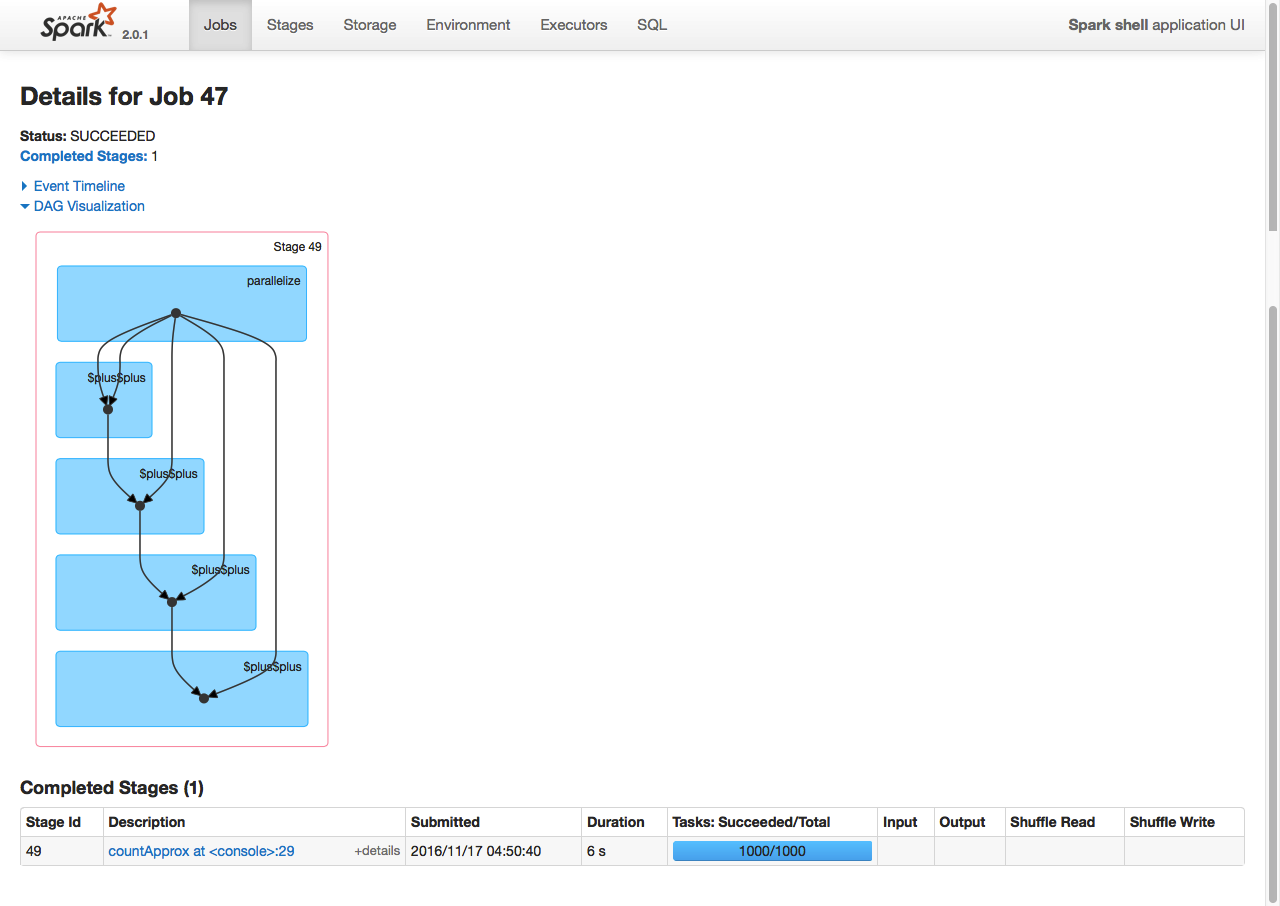 APACHE
Spark 2.0.1 Jobs Stages Storage Environment Executors SQL Spark shell application UI
Details for Job 47
Status: SUCCEEDED
Completed Stages: 1
Event Timeline
DAG Visualization
Stage 49
parallelize
$plus$plus
$plus$plus
$plus$plus
$plus$plus
Completed Stages (1)
Stage Id Description Submitted Duration Tasks: Succeeded/Total Input Output Shuffle Read Shuffle Write
49 countApprox at <console>:29 +details 2016/11/17 04:50:40 6 s 1000/1000